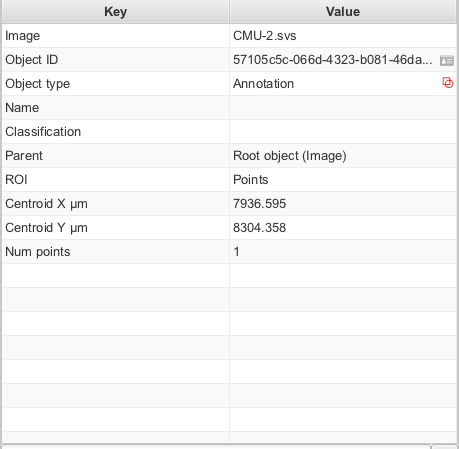 Key Value
Image CMU-2.svs
Object ID 57105c5c-066d-4323-b081-46da...
Object type Annotation
Name
Classification
Parent Root object (Image)
ROI Points
Centroid X µm 7936.595
Centroid Y µm 8304.358
Num points 1